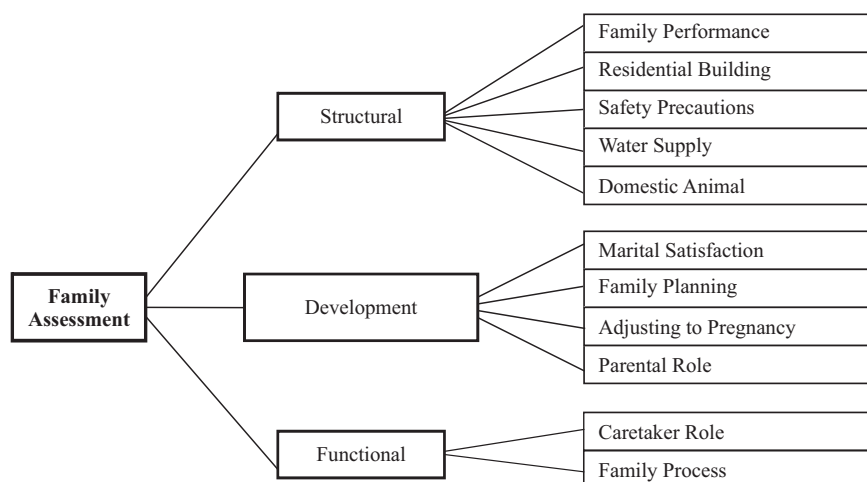 Family
Assessment
Structural
Family Performance
Residential Building
Safety Precautions
Water Supply
Domestic Animal
Development
Marital Satisfaction
Family Planning
Adjusting to Pregnancy
Parental Role
Functional
Caretaker Role
Family Process